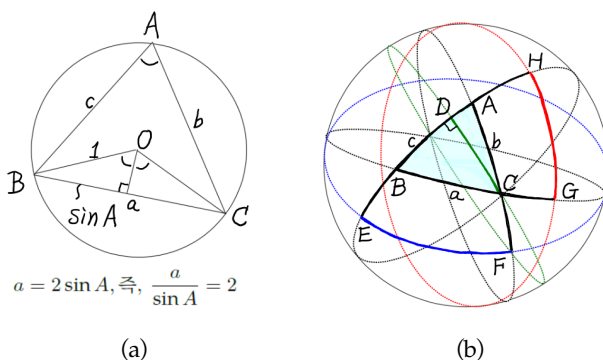 A
c
b
O
1
B
sin A
a
C
a = 2 sin A, 즉, a/sin A = 2
(a)
H
D
A
c
b
B
a
C
G
E
F
(b)